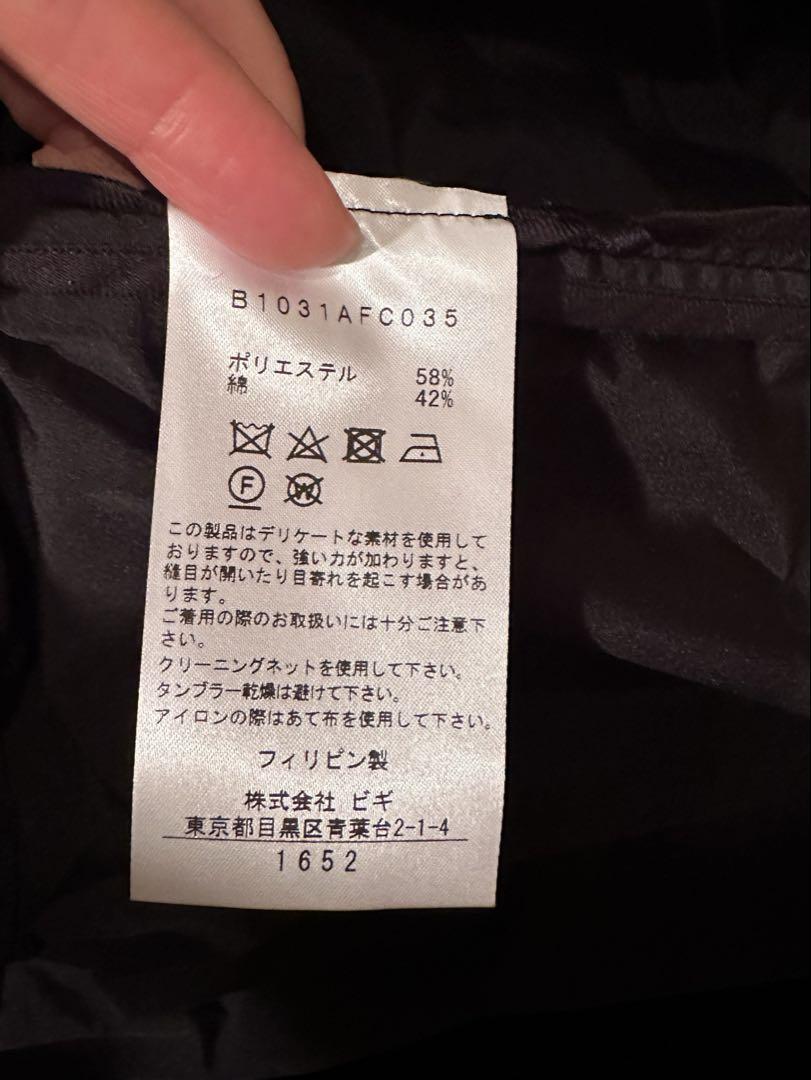 B1031AFC035
ポリエステル 58%
綿 42%
F W
この製品はデリケートな素材を使用して
おりますので、強い力が加わりますと、
縫目が開いたり目寄れを起こす場合があ
ります。
ご着用の際のお取扱いには十分ご注意下
さい。
クリーニングネットを使用して下さい。
タンブラー乾燥は避けて下さい。
アイロンの際はあて布を使用して下さい。
フィリピン製
株式会社 ビギ
東京都目黒区青葉台2-1-4
1652